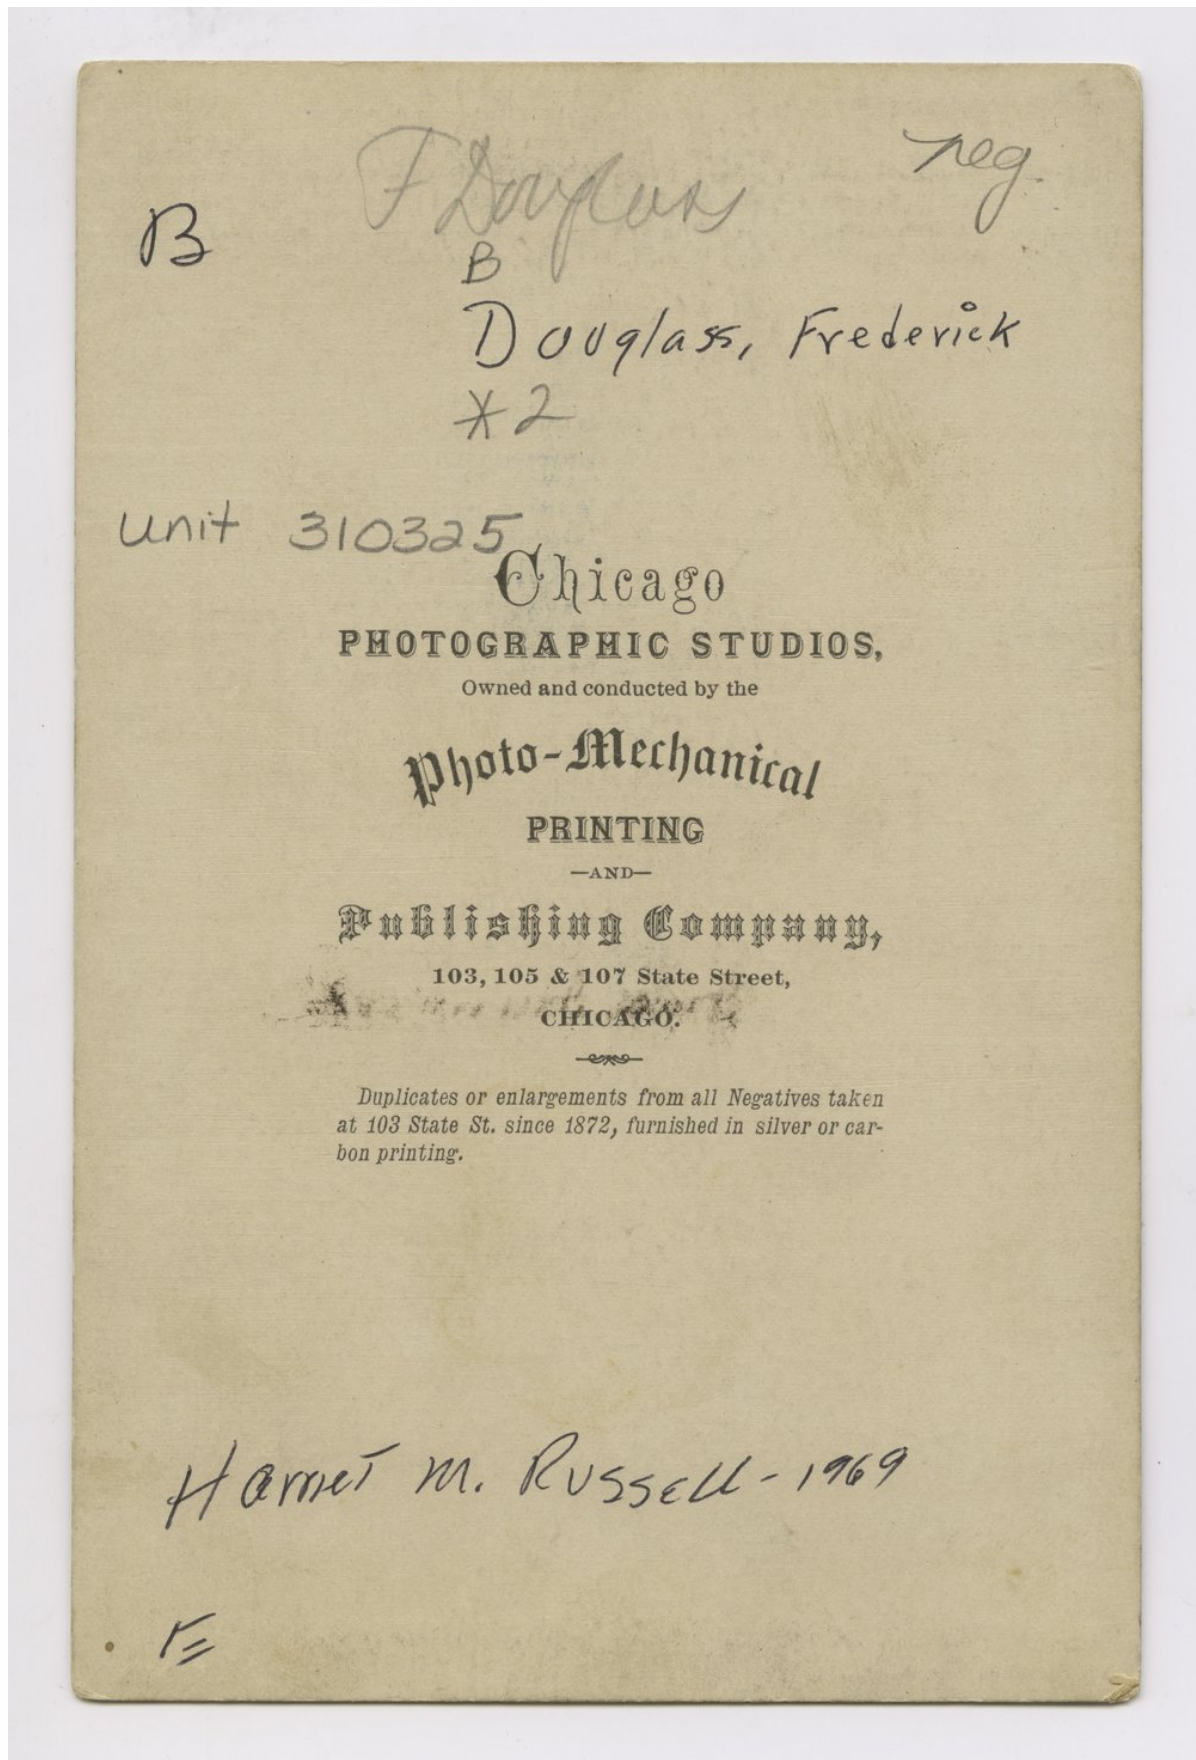 neg.
F Douglass
B
B
Douglass, Frederick
*2
unit 310325
Chicago
PHOTOGRAPHIC STUDIOS,
Owned and conducted by the
Photo-Mechanical
PRINTING
—AND—
Publishing Company,
103, 105 & 107 State Street,
CHICAGO.
Duplicates or enlargements from all Negatives taken
at 103 State St. since 1872, furnished in silver or car-
bon printing.
Harriet M. Russell - 1969